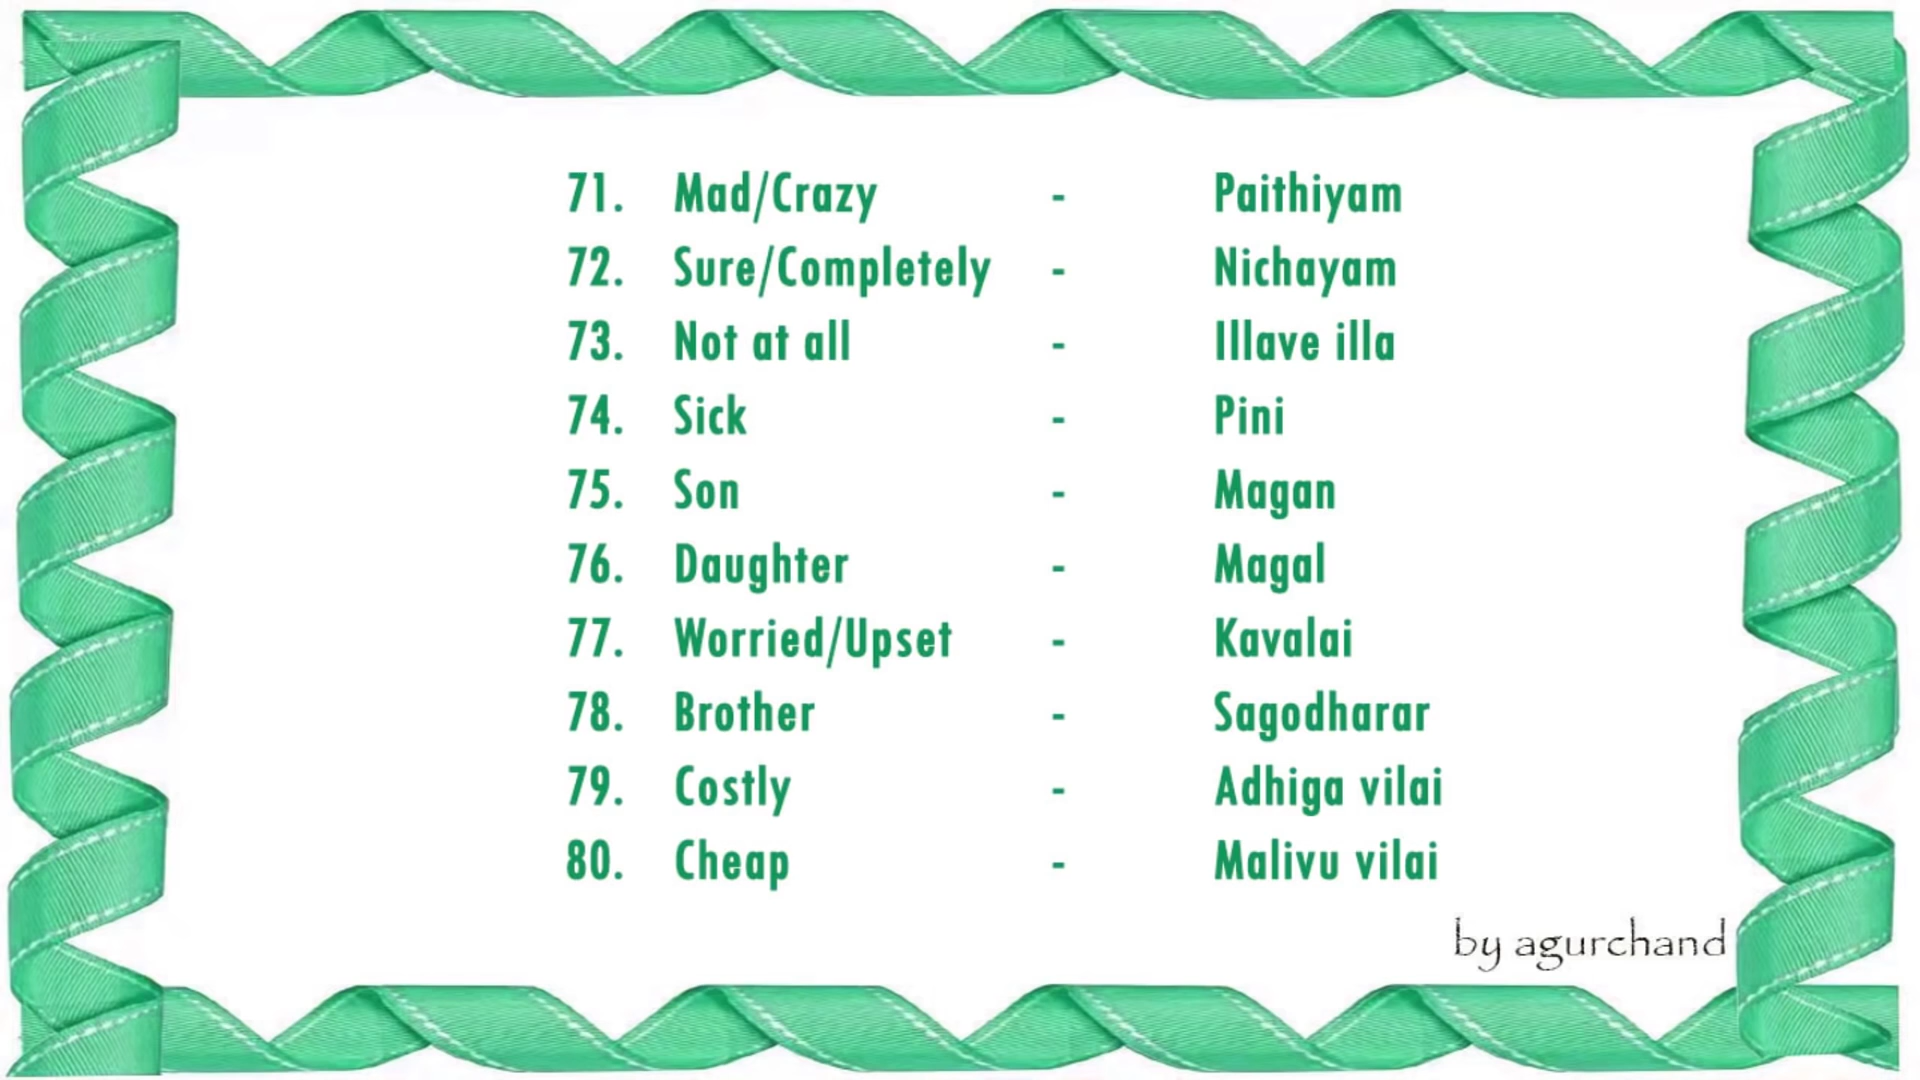 71. Mad/Crazy - Paithiyam
72. Sure/Completely - Nichayam
73. Not at all - Illave illa
74. Sick - Pini
75. Son - Magan
76. Daughter - Magal
77. Worried/Upset - Kavalai
78. Brother - Sagodharar
79. Costly - Adhiga vilai
80. Cheap - Malivu vilai
by agurchand